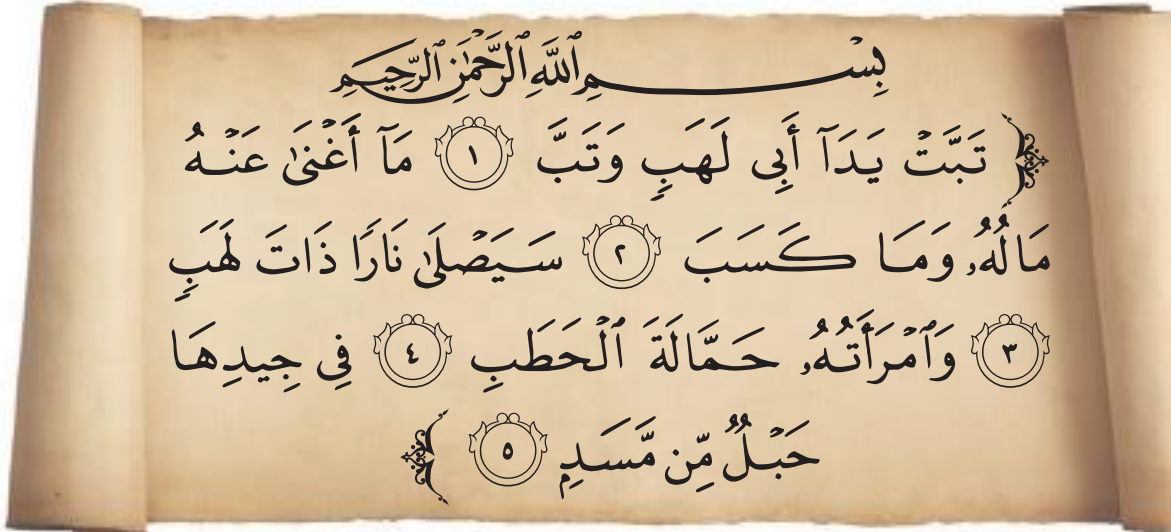 بِسْمِ ٱللَّهِ ٱلرَّحْمَٰنِ ٱلرَّحِيمِ
﴿ تَبَّتْ يَدَآ أَبِى لَهَبٍ وَتَبَّ ١ مَآ أَغْنَىٰ عَنْهُ
مَالُهُۥ وَمَا كَسَبَ ٢ سَيَصْلَىٰ نَارًا ذَاتَ لَهَبٍ
٣ وَٱمْرَأَتُهُۥ حَمَّالَةَ ٱلْحَطَبِ ٤ فِى جِيدِهَا
حَبْلٌ مِّن مَّسَدٍۭ ٥ ﴾